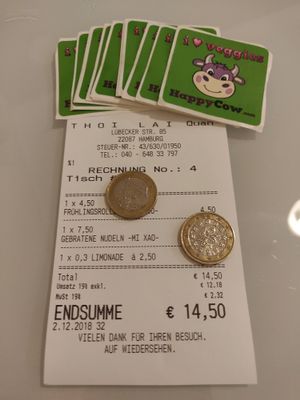 i ❤ veggies
HappyCow.com
THOI LAI Quan
LÜBECKER STR. 85
22087 HAMBURG
STEUER-NR.: 43/630/01950
TEL.: 040 - 648 33 797
%1
RECHNUNG No.: 4
Tisch #
1 x 4,50
FRÜHLINGSROLLE 4,50
1 x 7,50
GEBRATENE NUDELN -MI XAO-
1 x 0,3 LIMONADE à 2,50
Total € 14,50
Umsatz 19% exkl. € 12.18
MwSt 19% € 2.32
ENDSUMME € 14,50
2.12.2018 32
VIELEN DANK FÜR IHREN BESUCH.
AUF WIEDERSEHEN.